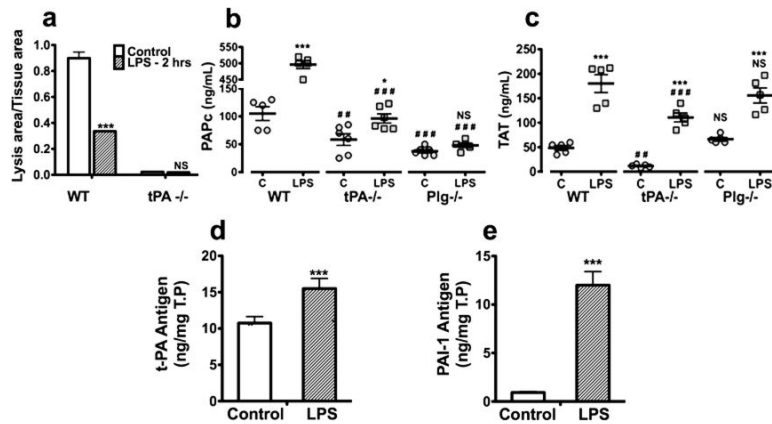 a
Lysis area/Tissue area
1.0
0.8
0.6
0.4
0.2
0.0
Control
LPS - 2 hrs
***
NS
WT
tPA -/-
b
PAPc
(ng/mL)
550
500
450
100
50
0
***
##
*
###
###
NS
###
C
LPS
C
LPS
C
LPS
WT
tPA-/-
Plg-/-
c
TAT
(ng/mL)
250
200
150
100
50
0
***
##
***
###
NS
***
NS
C
LPS
C
LPS
C
LPS
WT
tPA-/-
Plg-/-
d
t-PA Antigen
(ng/mg T.P)
20
15
10
5
0
***
Control
LPS
e
PAI-1 Antigen
(ng/mg T.P)
15
10
5
0
***
Control
LPS